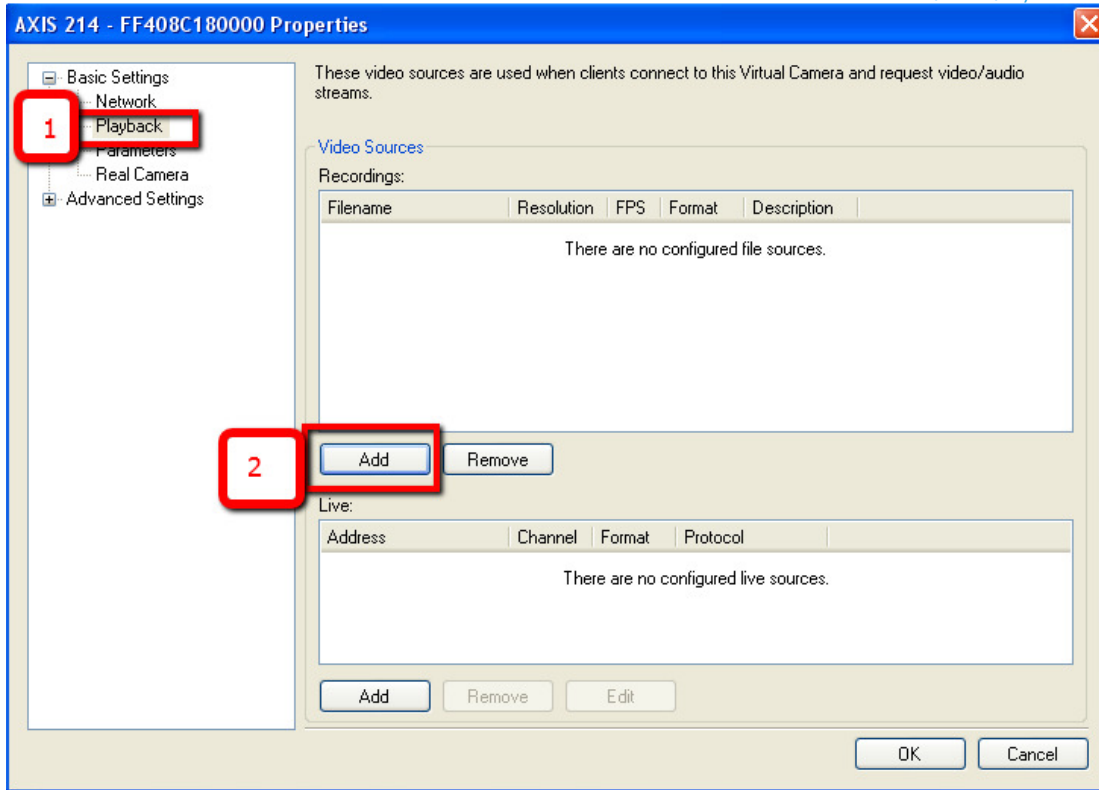 AXIS 214 - FF408C180000 Properties
Basic Settings
Network
Playback
Parameters
Real Camera
Advanced Settings
1
These video sources are used when clients connect to this Virtual Camera and request video/audio
streams.
Video Sources
Recordings:
Filename Resolution FPS Format Description
There are no configured file sources.
2
Add Remove
Live:
Address Channel Format Protocol
There are no configured live sources.
Add Remove Edit
OK Cancel